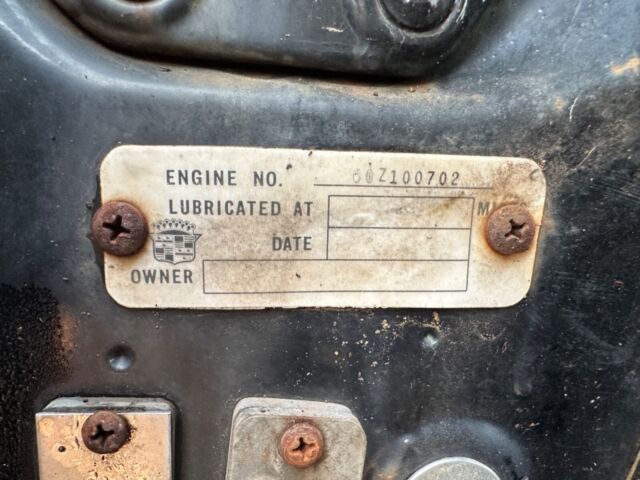 ENGINE NO. 60Z100702
LUBRICATED AT
DATE
OWNER